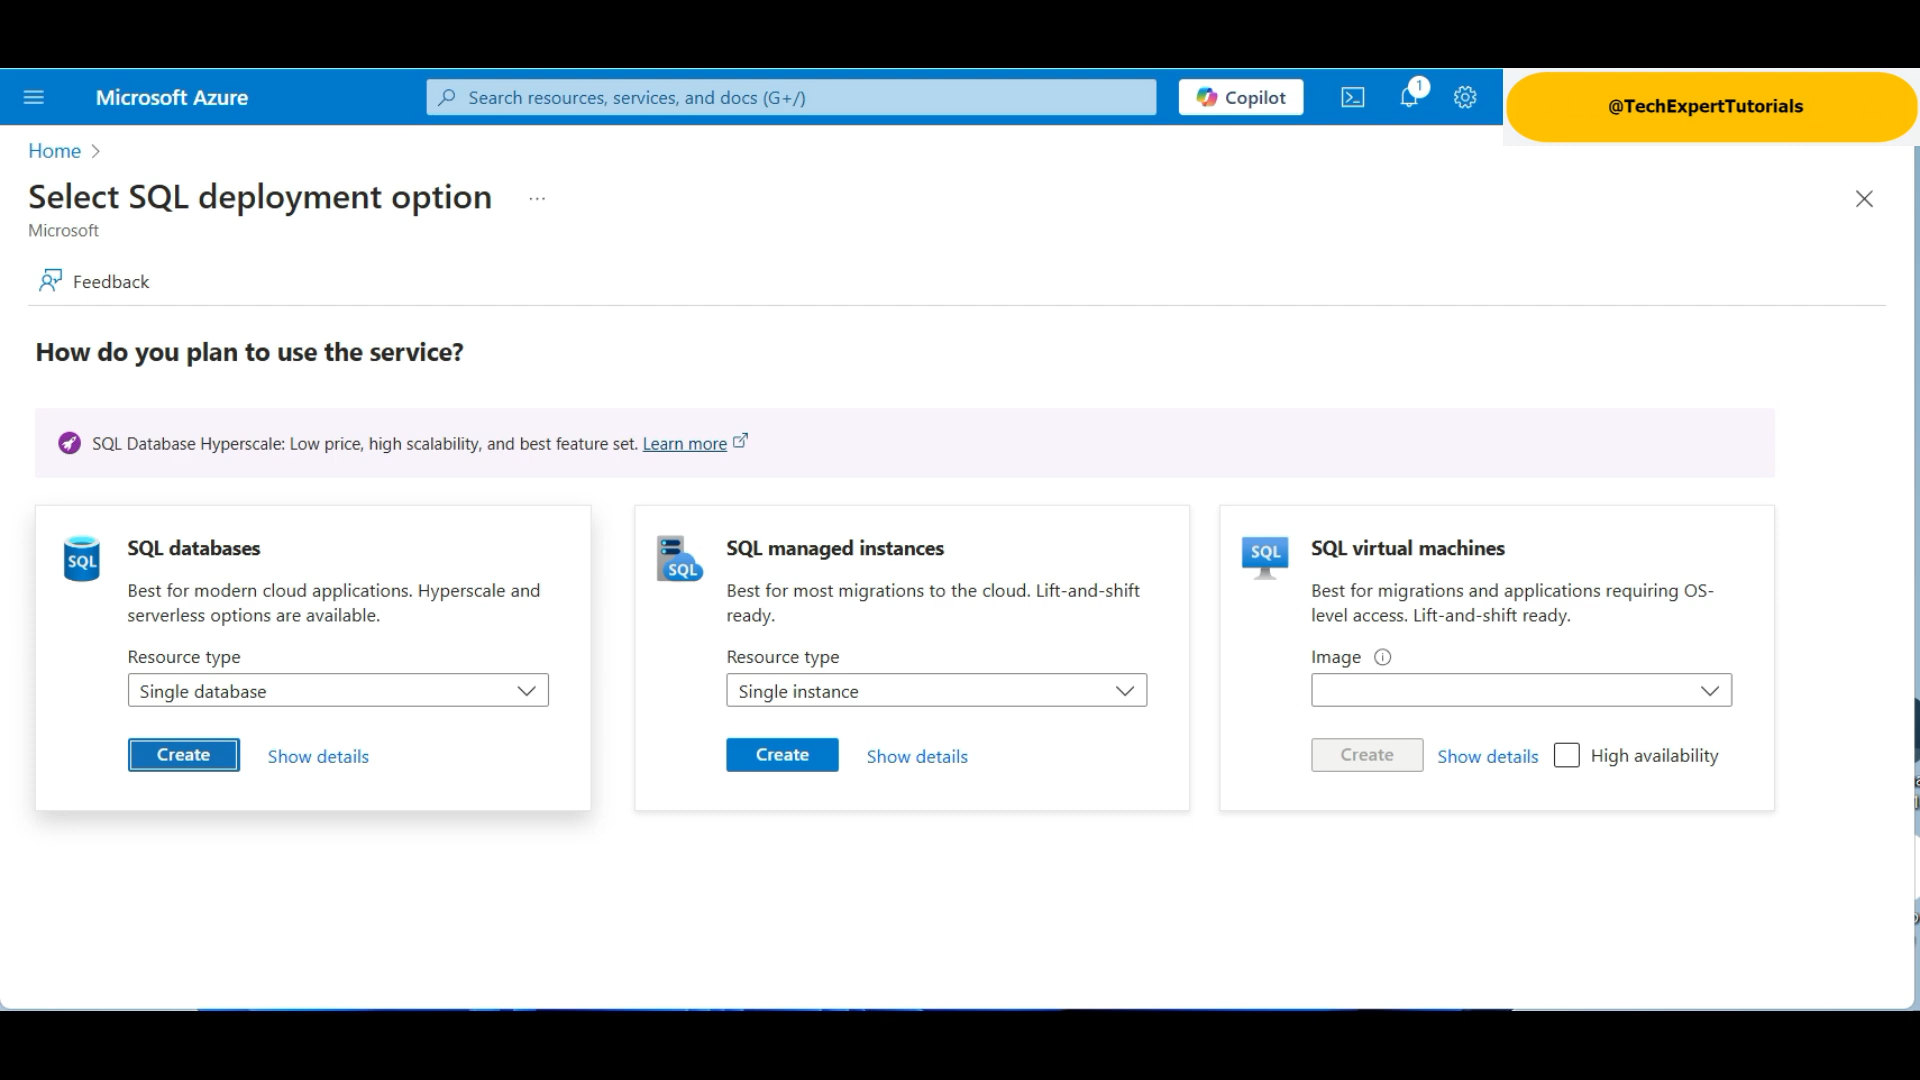 Microsoft Azure
Search resources, services, and docs (G+/)
Copilot
1
@TechExpertTutorials
Home
Select SQL deployment option
...
Microsoft
Feedback
How do you plan to use the service?
SQL Database Hyperscale: Low price, high scalability, and best feature set. Learn more
SQL
SQL databases
Best for modern cloud applications. Hyperscale and
serverless options are available.
Resource type
Single database
Create
Show details
SQL
SQL managed instances
Best for most migrations to the cloud. Lift-and-shift
ready.
Resource type
Single instance
Create
Show details
SQL
SQL virtual machines
Best for migrations and applications requiring OS-
level access. Lift-and-shift ready.
Image
Create
Show details
High availability